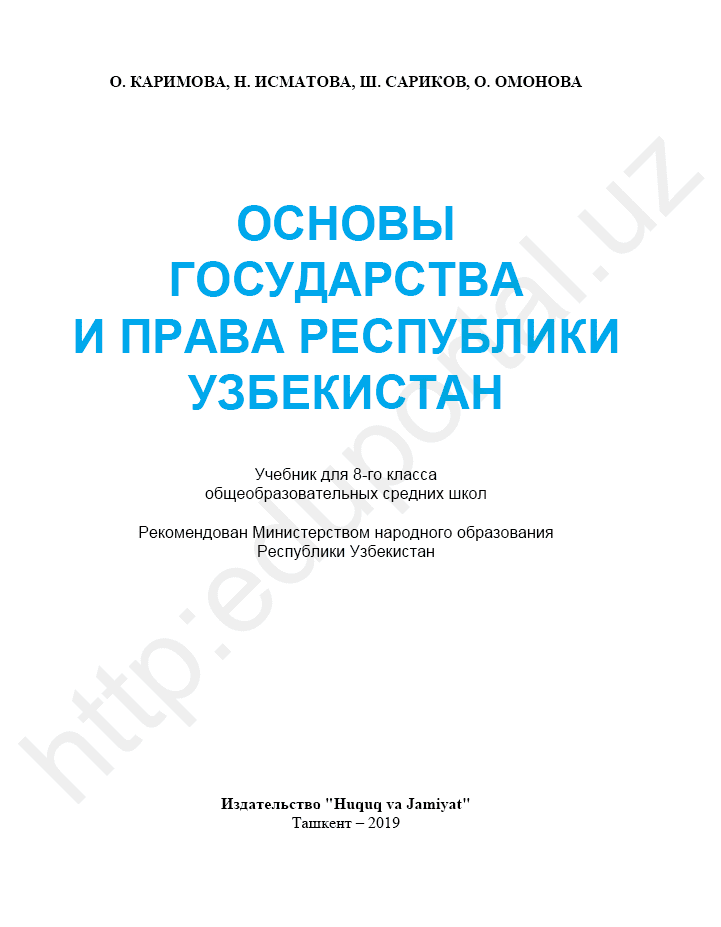 О. КАРИМОВА, Н. ИСМАТОВА, Ш. САРИКОВ, О. ОМОНОВА
ОСНОВЫ
ГОСУДАРСТВА
И ПРАВА РЕСПУБЛИКИ
УЗБЕКИСТАН
Учебник для 8-го класса
общеобразовательных средних школ
Рекомендован Министерством народного образования
Республики Узбекистан
http:eduportal.uz
Издательство "Huquq va Jamiyat"
Ташкент – 2019